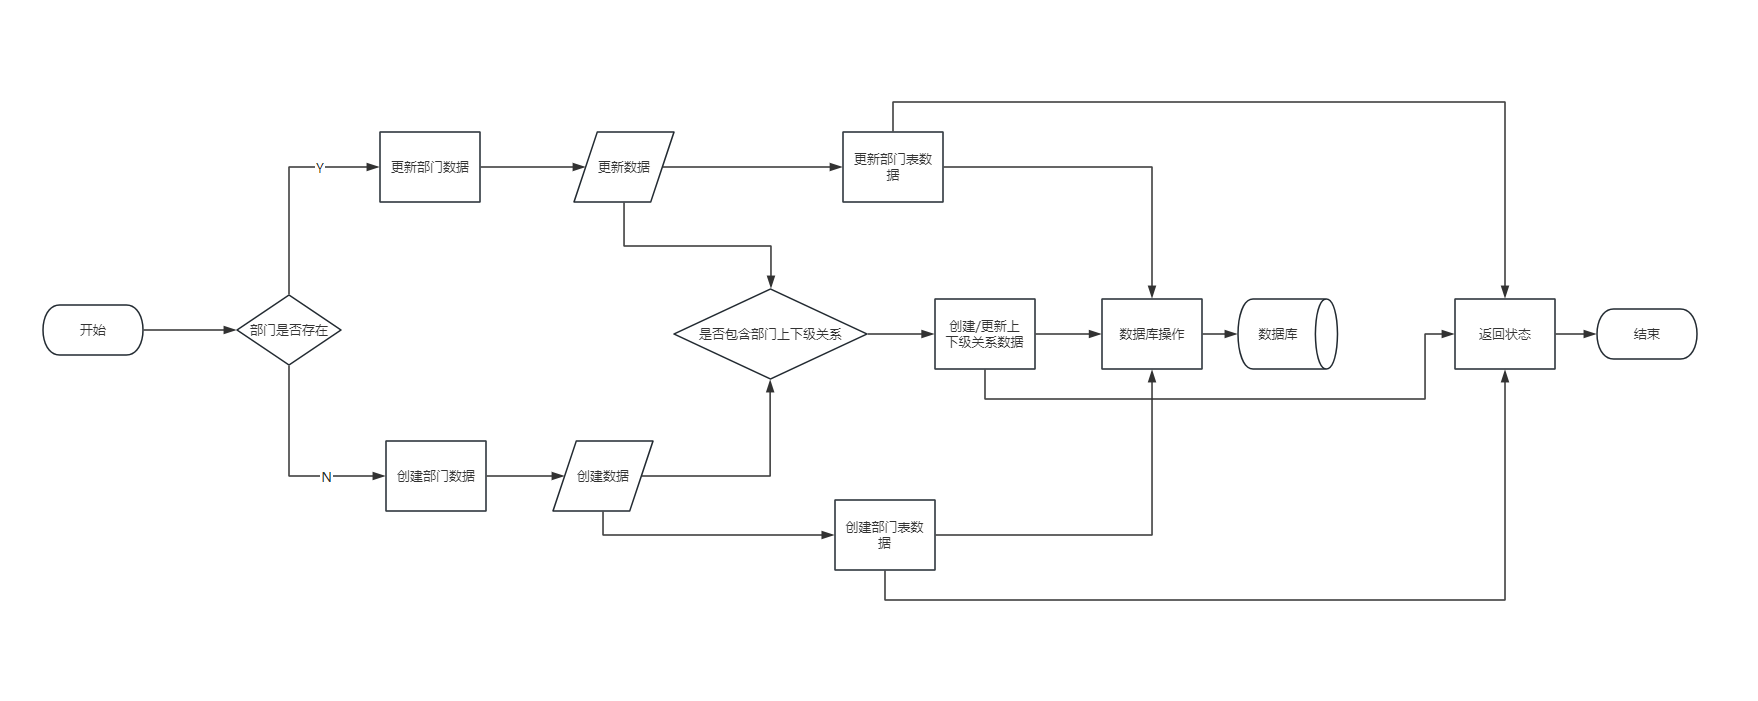 开始
部门是否存在
Y
更新部门数据
更新数据
更新部门表数
据
是否包含部门上下级关系
创建/更新上
下级关系数据
数据库操作
数据库
返回状态
结束
N
创建部门数据
创建数据
创建部门表数
据